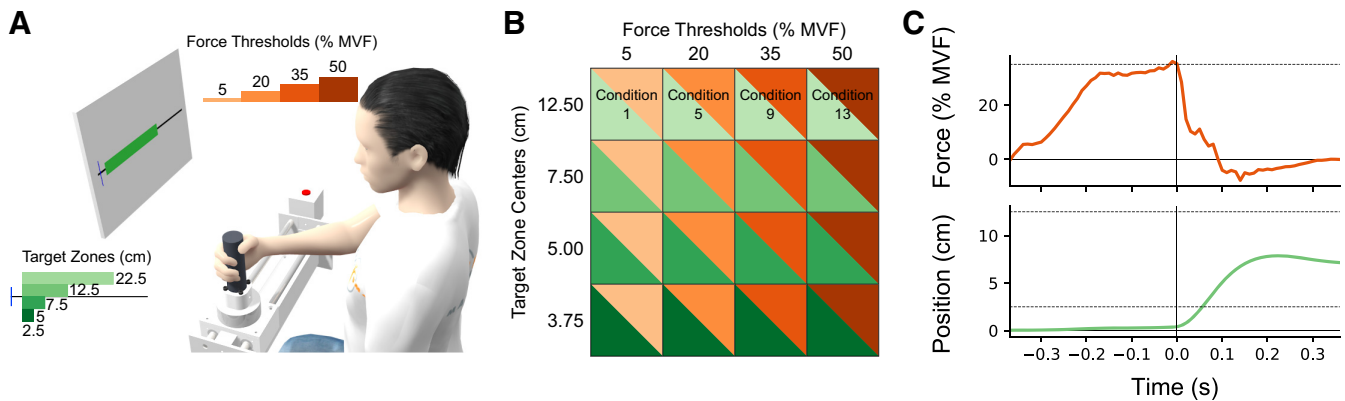 A
Force Thresholds (% MVF)
5
20
35
50
Target Zones (cm)
22.5
12.5
7.5
5
2.5
B
Force Thresholds (% MVF)
5 20 35 50
Target Zone Centers (cm)
12.50
7.50
5.00
3.75
Condition 1
Condition 5
Condition 9
Condition 13
C
Force (% MVF)
20
0
Position (cm)
10
5
0
−0.3 −0.2 −0.1 0.0 0.1 0.2 0.3
Time (s)